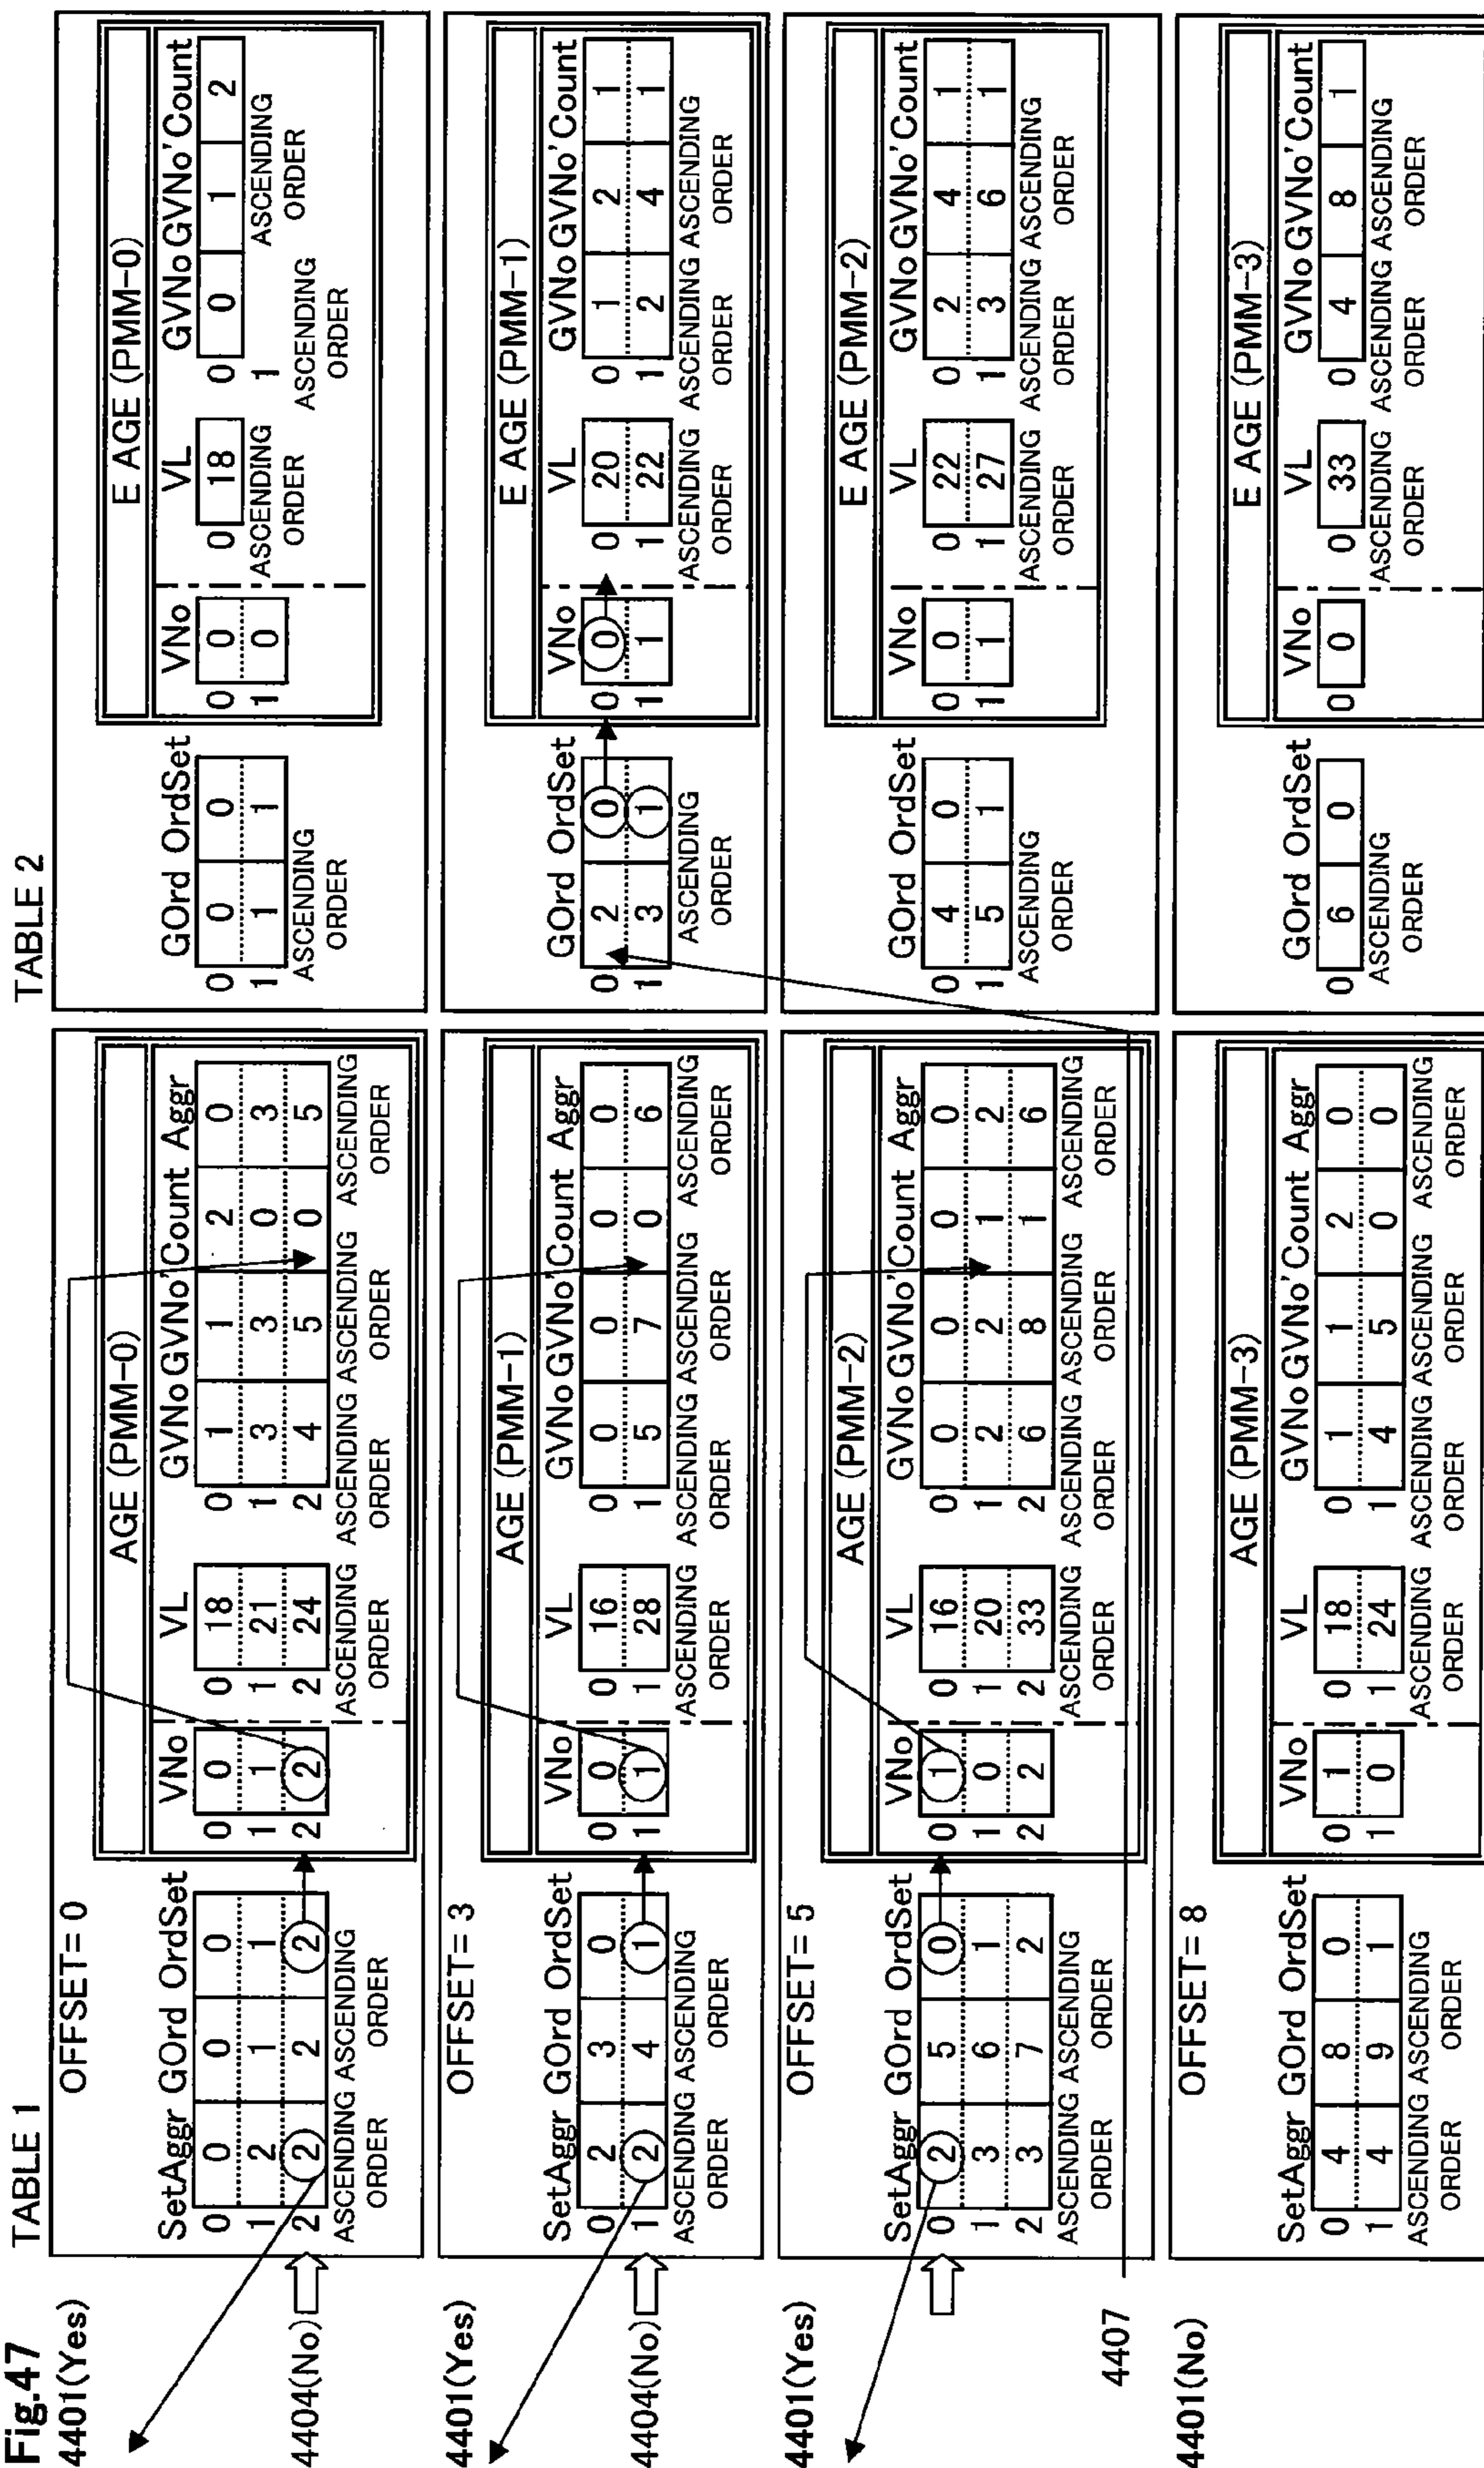 Fig.47
TABLE 1
TABLE 2
4401(Yes)
4404(No)
OFFSET= 0
SetAggr GOrd OrdSet
0 0 0 0
1 2 1 1
2 2 2 2
ASCENDING ORDER
ASCENDING ORDER
AGE (PMM-0)
VNo VL GVNo GVNo' Count Aggr
0 0 0 18 0 1 1 2 0
1 1 1 21 1 3 3 0 3
2 2 2 24 2 4 5 0 5
ASCENDING ORDER
ASCENDING ORDER
ASCENDING ORDER
ASCENDING ORDER
GOrd OrdSet
0 0 0
1 1 1
ASCENDING ORDER
E AGE (PMM-0)
VNo VL GVNo GVNo' Count
0 0 0 18 0 0 1 2
1 0 1
ASCENDING ORDER
ASCENDING ORDER
ASCENDING ORDER
4401(Yes)
4404(No)
OFFSET= 3
SetAggr GOrd OrdSet
0 2 3 0
1 2 4 1
ASCENDING ORDER
ASCENDING ORDER
AGE (PMM-1)
VNo VL GVNo GVNo' Count Aggr
0 0 0 16 0 0 0 0 0
1 1 1 28 1 5 7 0 6
ASCENDING ORDER
ASCENDING ORDER
ASCENDING ORDER
ASCENDING ORDER
GOrd OrdSet
0 2 0
1 3 1
ASCENDING ORDER
E AGE (PMM-1)
VNo VL GVNo GVNo' Count
0 0 0 20 0 1 2 1
1 1 1 22 1 2 4 1
ASCENDING ORDER
ASCENDING ORDER
ASCENDING ORDER
4401(Yes)
4407
OFFSET= 5
SetAggr GOrd OrdSet
0 2 5 0
1 3 6 1
2 3 7 2
ASCENDING ORDER
ASCENDING ORDER
AGE (PMM-2)
VNo VL GVNo GVNo' Count Aggr
0 1 0 16 0 0 0 0 0
1 0 1 20 1 2 2 1 2
2 2 2 33 2 6 8 1 6
ASCENDING ORDER
ASCENDING ORDER
ASCENDING ORDER
ASCENDING ORDER
GOrd OrdSet
0 4 0
1 5 1
ASCENDING ORDER
E AGE (PMM-2)
VNo VL GVNo GVNo' Count
0 0 0 22 0 2 4 1
1 1 1 27 1 3 6 1
ASCENDING ORDER
ASCENDING ORDER
ASCENDING ORDER
4401(No)
OFFSET= 8
SetAggr GOrd OrdSet
0 4 8 0
1 4 9 1
ASCENDING ORDER
ASCENDING ORDER
AGE (PMM-3)
VNo VL GVNo GVNo' Count Aggr
0 1 0 18 0 1 1 2 0
1 0 1 24 1 4 5 0 0
ASCENDING ORDER
ASCENDING ORDER
ASCENDING ORDER
ASCENDING ORDER
GOrd OrdSet
0 6 0
ASCENDING ORDER
E AGE (PMM-3)
VNo VL GVNo GVNo' Count
0 0 0 33 0 4 8 1
ASCENDING ORDER
ASCENDING ORDER
ASCENDING ORDER